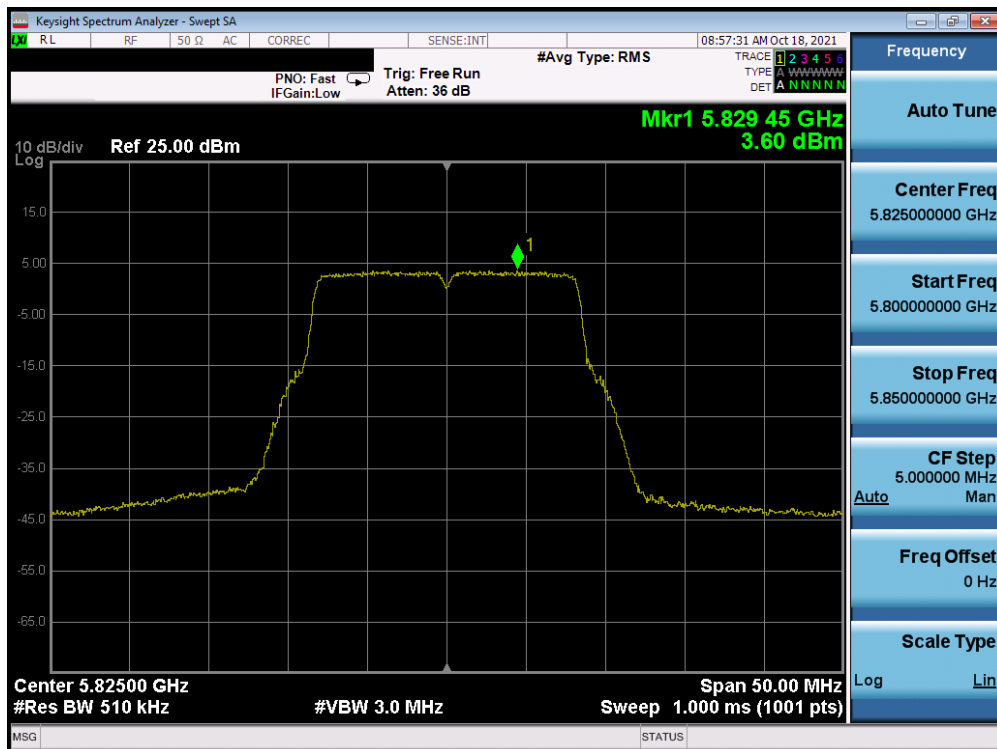 Keysight Spectrum Analyzer - Swept SA
LXI RL RF 50 Ω AC CORREC SENSE:INT 08:57:31 AM Oct 18, 2021
PNO: Fast
IFGain:Low
Trig: Free Run
Atten: 36 dB
#Avg Type: RMS
TRACE 1 2 3 4 5 6
TYPE A WWWWW
DET A N N N N N
Mkr1 5.829 45 GHz
3.60 dBm
10 dB/div Ref 25.00 dBm
Log
15.0
5.00
-5.00
-15.0
-25.0
-35.0
-45.0
-55.0
-65.0
1
Center 5.82500 GHz Span 50.00 MHz
#Res BW 510 kHz #VBW 3.0 MHz Sweep 1.000 ms (1001 pts)
MSG STATUS
Frequency
Auto Tune
Center Freq
5.825000000 GHz
Start Freq
5.800000000 GHz
Stop Freq
5.850000000 GHz
CF Step
5.000000 MHz
Auto Man
Freq Offset
0 Hz
Scale Type
Log Lin